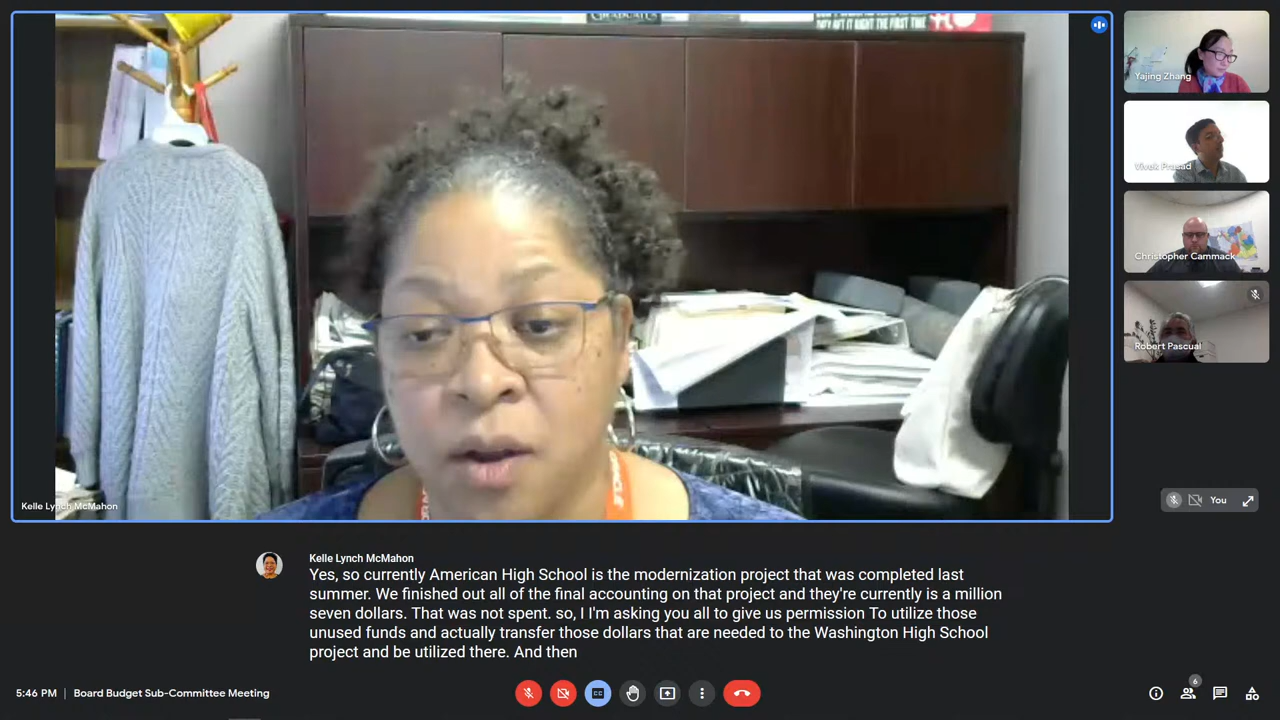 GRADUATES
Yajing Zhang
Vivek Prasad
Christopher Cammack
Robert Pascual
You
Kelle Lynch McMahon
Kelle Lynch McMahon
Yes, so currently American High School is the modernization project that was completed last
summer. We finished out all of the final accounting on that project and they're currently is a million
seven dollars. That was not spent. so, I I'm asking you all to give us permission To utilize those
unused funds and actually transfer those dollars that are needed to the Washington High School
project and be utilized there. And then
5:46 PM | Board Budget Sub-Committee Meeting
CC
6